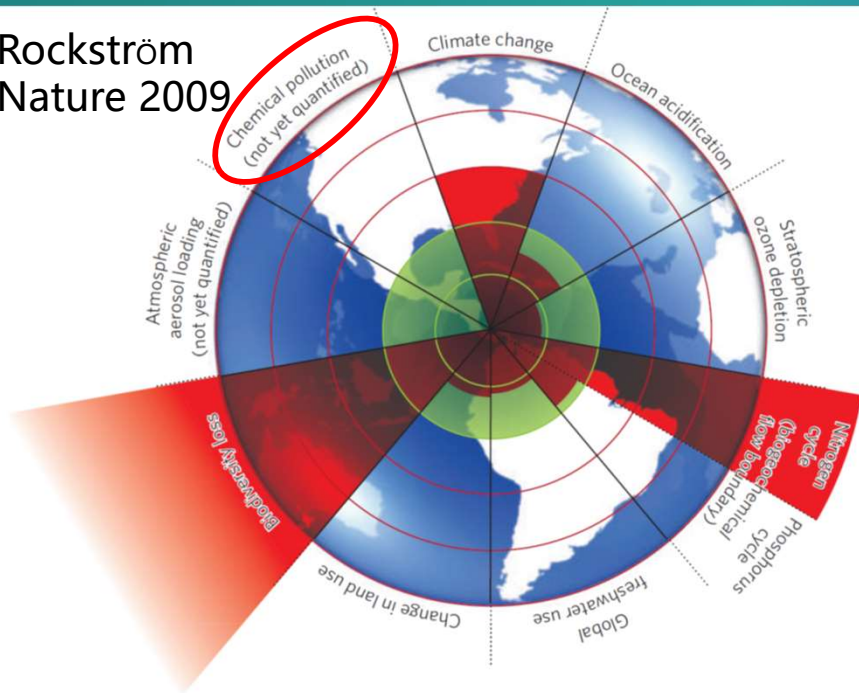 Rockström
Nature 2009
Chemical pollution
(not yet quantified)
Climate change
Ocean acidification
Stratospheric
ozone depletion
Nitrogen
cycle
(biogeochemical
flow boundary)
Phosphorus
cycle
Global
freshwater use
Change in land use
Biodiversity loss
Atmospheric
aerosol loading
(not yet quantified)